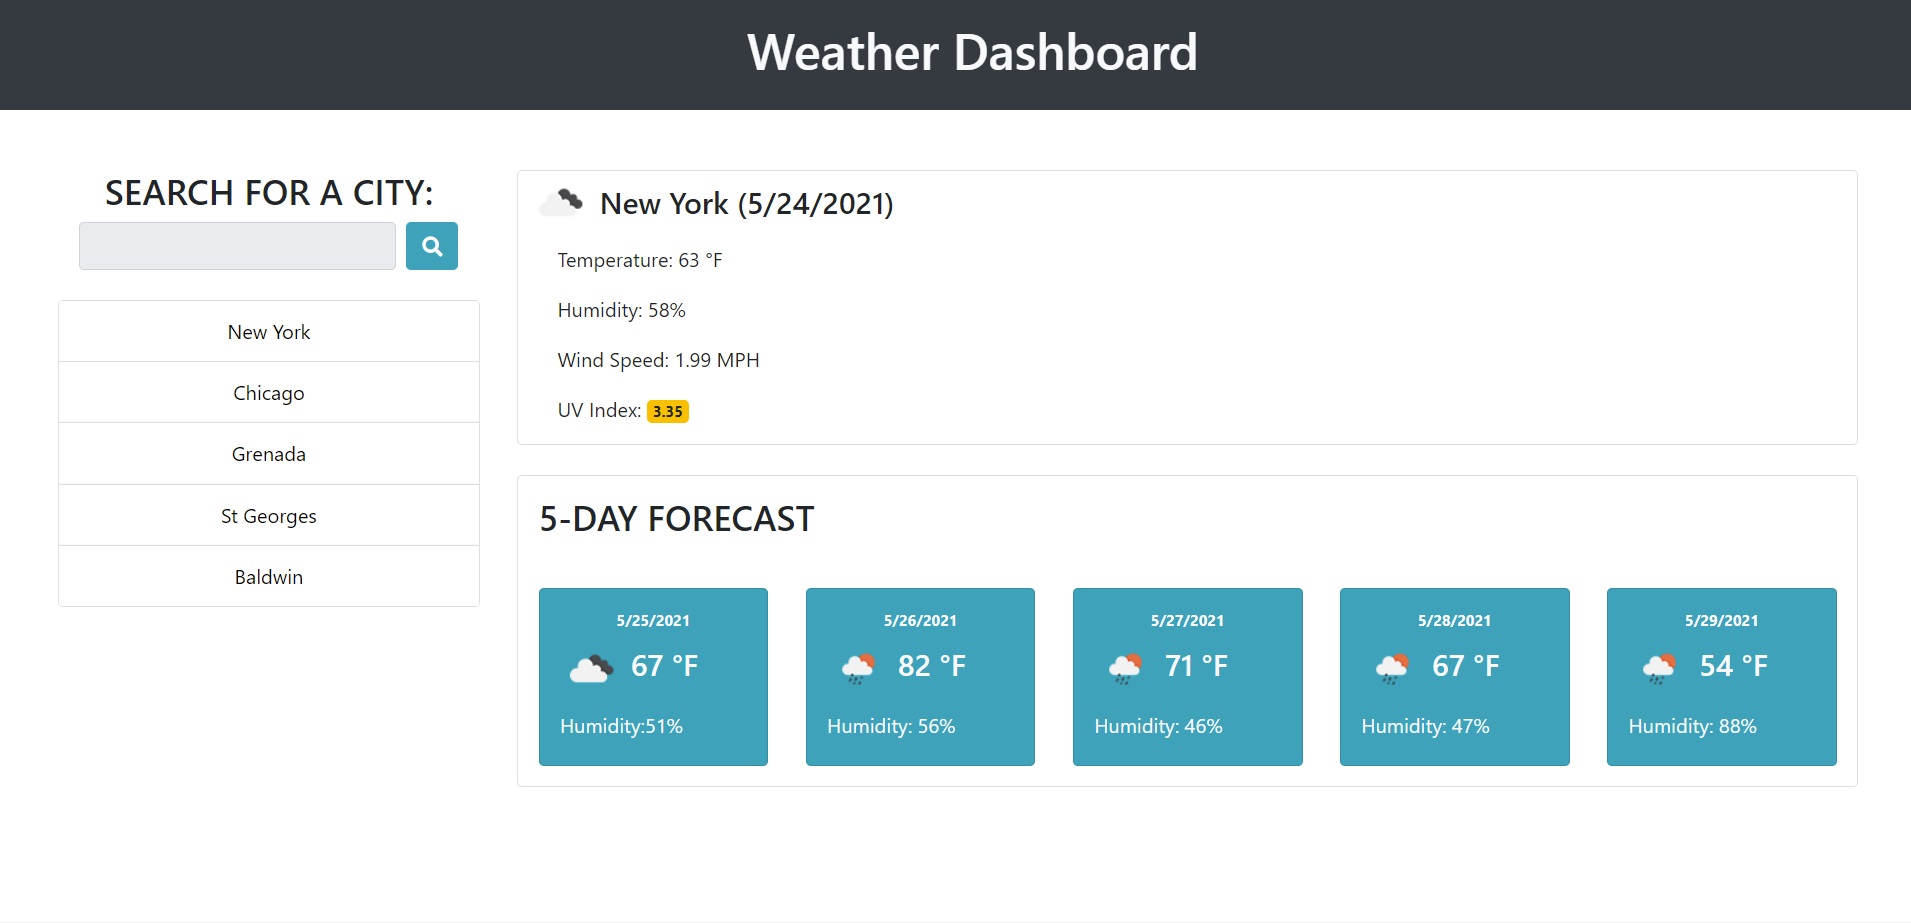 Weather Dashboard
SEARCH FOR A CITY:
New York
Chicago
Grenada
St Georges
Baldwin
New York (5/24/2021)
Temperature: 63 °F
Humidity: 58%
Wind Speed: 1.99 MPH
UV Index: 3.35
5-DAY FORECAST
5/25/2021
67 °F
Humidity:51%
5/26/2021
82 °F
Humidity: 56%
5/27/2021
71 °F
Humidity: 46%
5/28/2021
67 °F
Humidity: 47%
5/29/2021
54 °F
Humidity: 88%